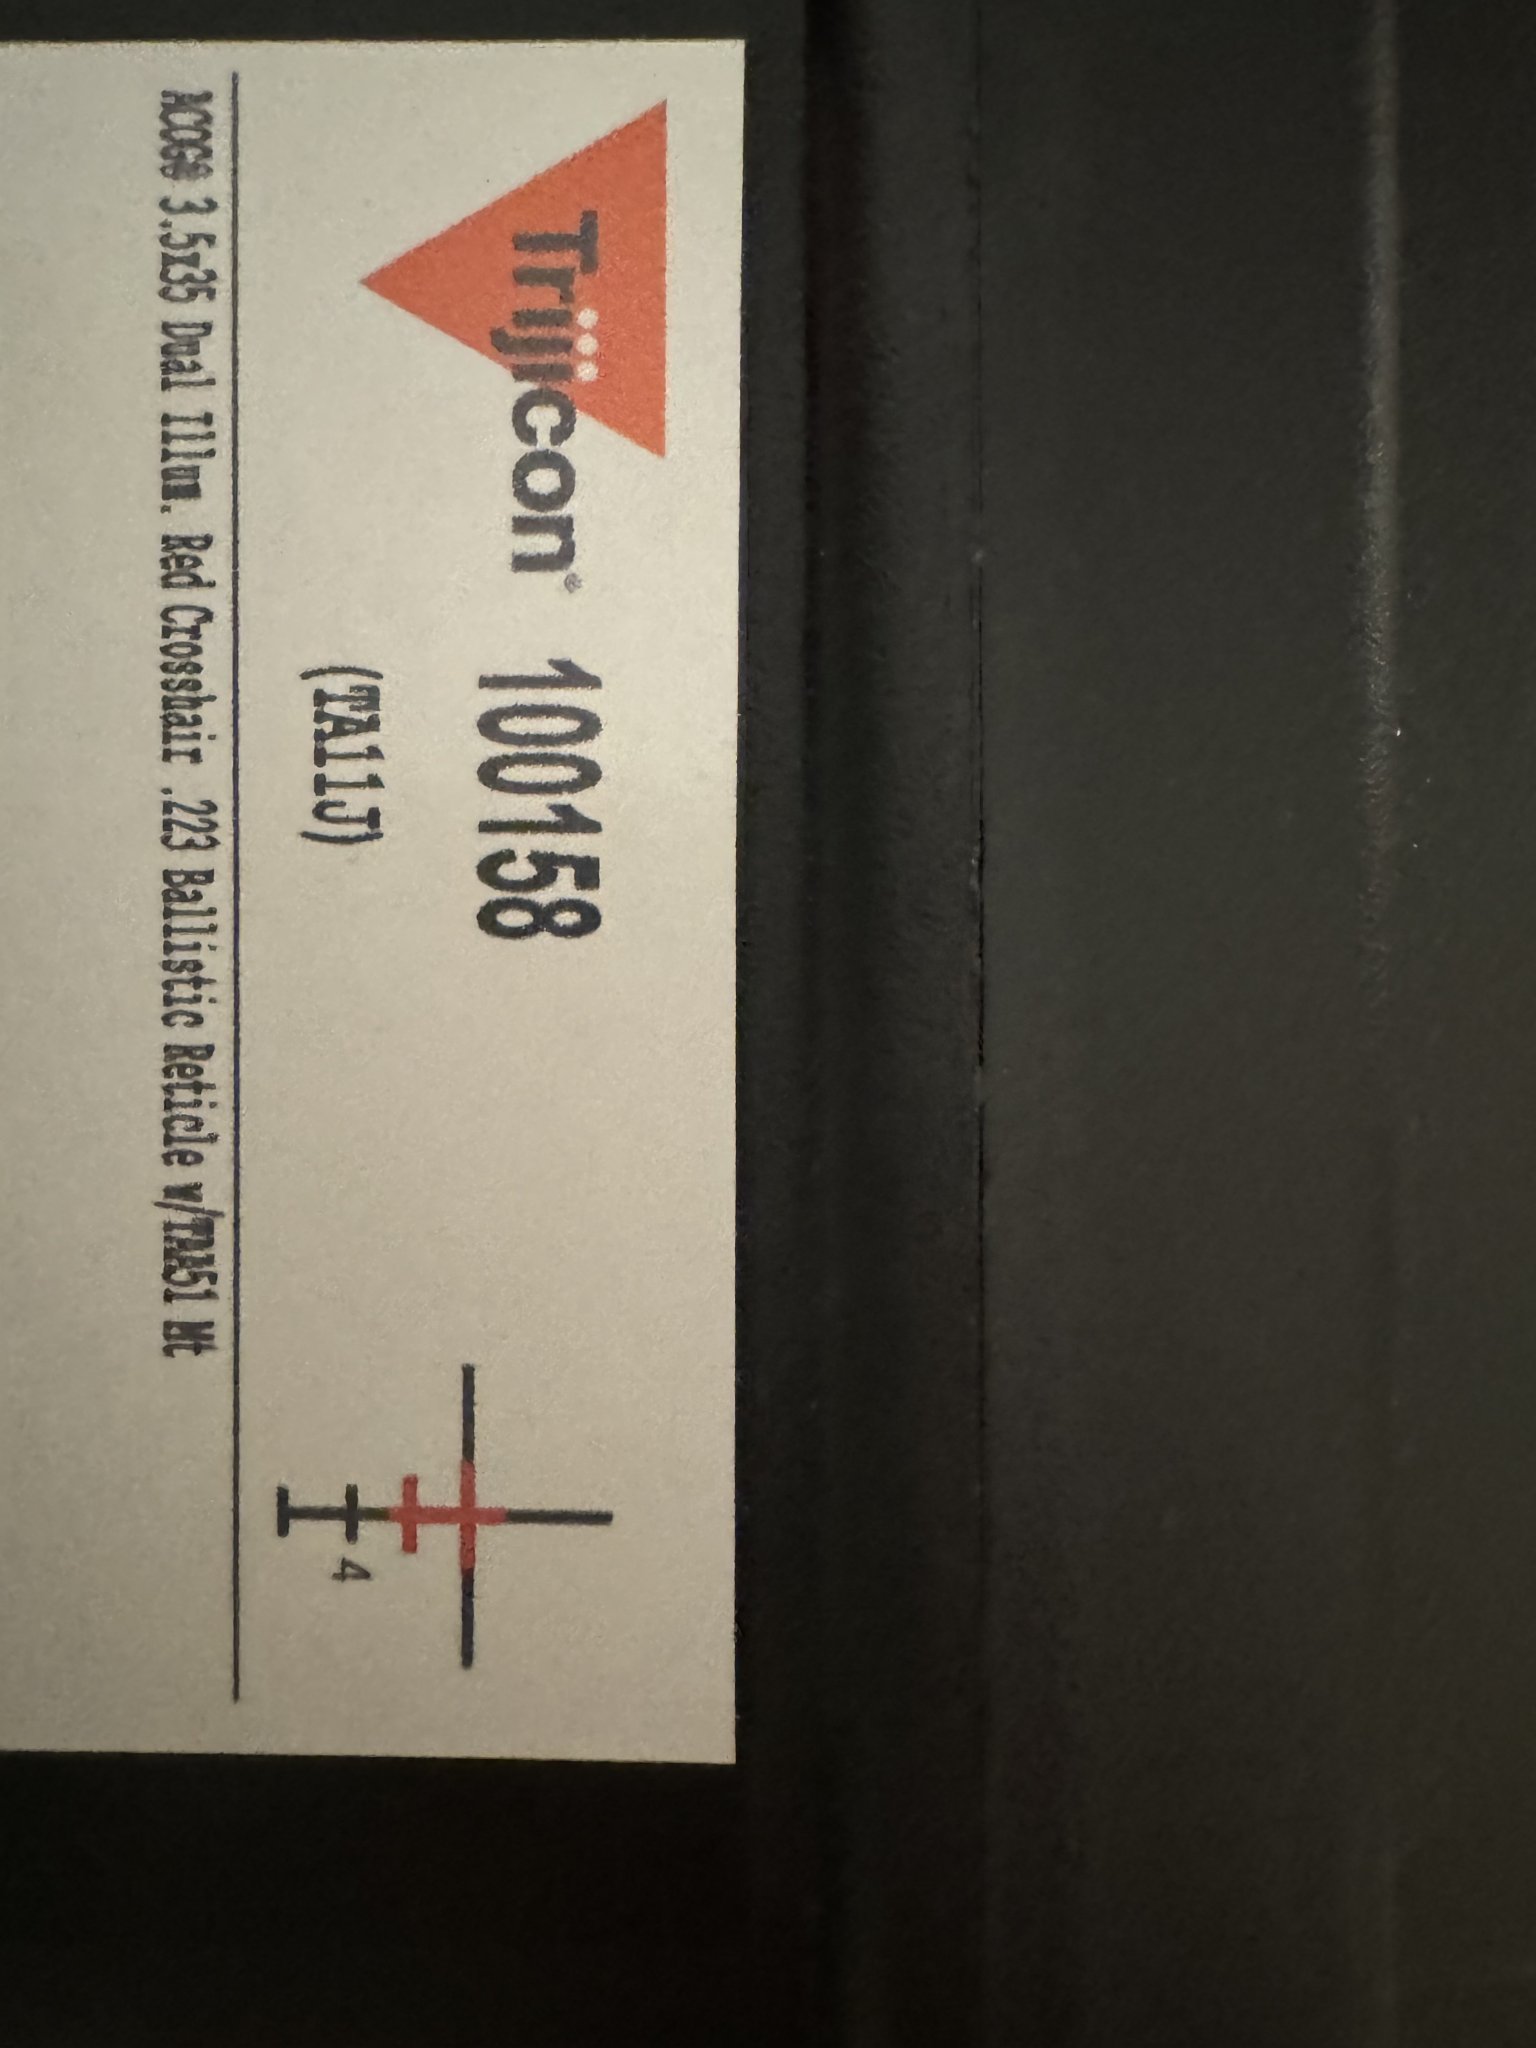 Trijicon® 100158
(TA11J)
4
ACOG® 3.5x35 Dual Illum. Red Crosshair .223 Ballistic Reticle w/TA51 Mt